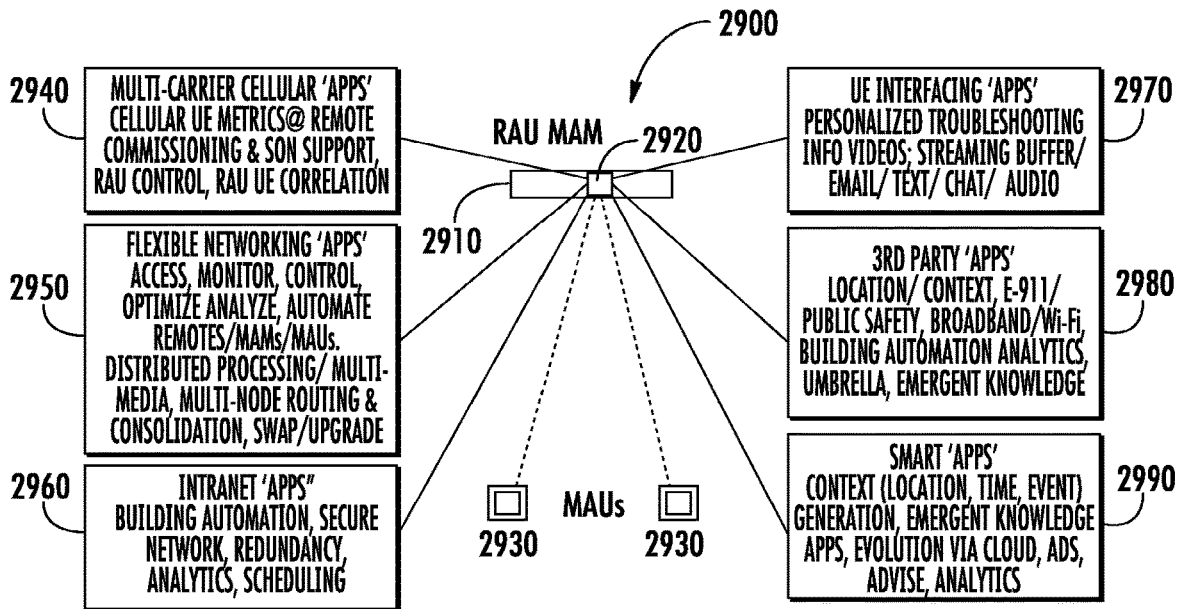 2900
2940
MULTI-CARRIER CELLULAR 'APPS'
CELLULAR UE METRICS@ REMOTE
COMMISSIONING & SON SUPPORT,
RAU CONTROL, RAU UE CORRELATION
RAU MAM
2920
2910
UE INTERFACING 'APPS'
PERSONALIZED TROUBLESHOOTING
INFO VIDEOS; STREAMING BUFFER/
EMAIL/ TEXT/ CHAT/ AUDIO
2970
2950
FLEXIBLE NETWORKING 'APPS'
ACCESS, MONITOR, CONTROL,
OPTIMIZE ANALYZE, AUTOMATE
REMOTES/MAMs/MAUs.
DISTRIBUTED PROCESSING/ MULTI-
MEDIA, MULTI-NODE ROUTING &
CONSOLIDATION, SWAP/UPGRADE
3RD PARTY 'APPS'
LOCATION/ CONTEXT, E-911/
PUBLIC SAFETY, BROADBAND/Wi-Fi,
BUILDING AUTOMATION ANALYTICS,
UMBRELLA, EMERGENT KNOWLEDGE
2980
2960
INTRANET 'APPS"
BUILDING AUTOMATION, SECURE
NETWORK, REDUNDANCY,
ANALYTICS, SCHEDULING
MAUs
2930
2930
SMART 'APPS'
CONTEXT (LOCATION, TIME, EVENT)
GENERATION, EMERGENT KNOWLEDGE
APPS, EVOLUTION VIA CLOUD, ADS,
ADVISE, ANALYTICS
2990